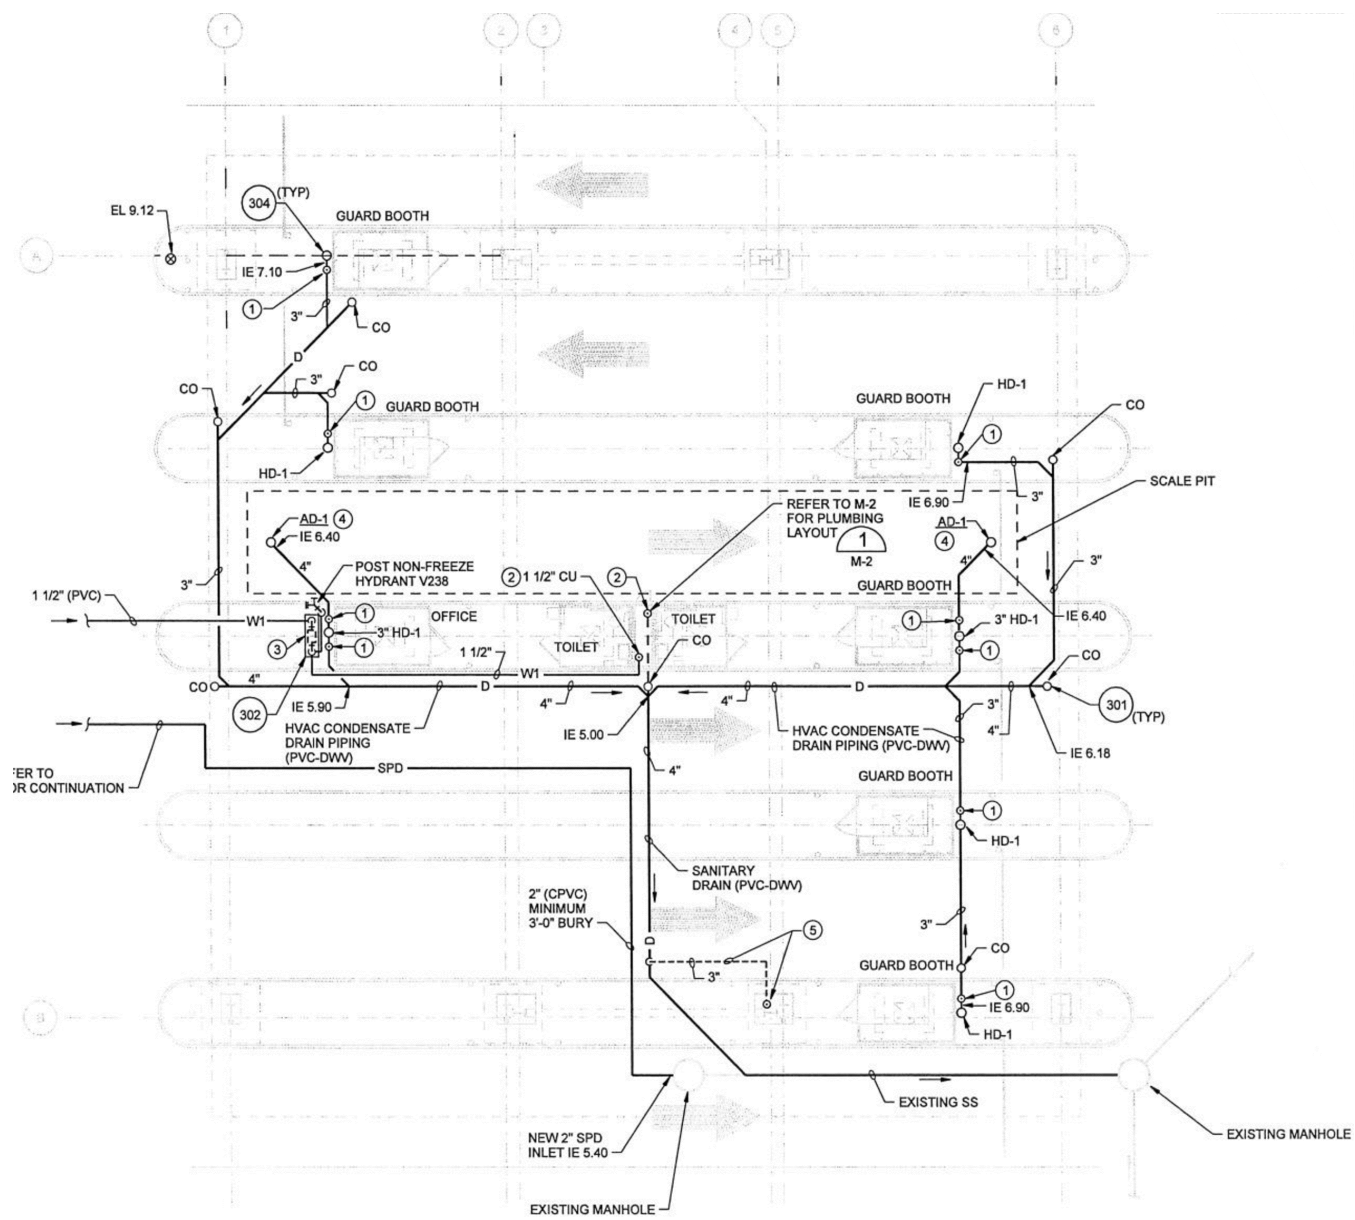 1
2
3
4
5
6
304
(TYP)
EL 9.12
GUARD BOOTH
A
IE 7.10
1
3"
CO
D
CO
3"
CO
1
GUARD BOOTH
HD-1
GUARD BOOTH
HD-1
1
CO
IE 6.90
3"
SCALE PIT
AD-1 4
IE 6.40
REFER TO M-2
FOR PLUMBING
LAYOUT
1
M-2
AD-1
4
4"
4"
3"
3"
POST NON-FREEZE
HYDRANT V238
2 1 1/2" CU
2
GUARD BOOTH
IE 6.40
1 1/2" (PVC)
W1
1
OFFICE
TOILET
1
3" HD-1
3" HD-1
3
1
TOILET
CO
1
CO
1 1/2"
W1
4"
CO
D
4"
4"
D
302
IE 5.90
301
(TYP)
3"
4"
HVAC CONDENSATE
DRAIN PIPING
(PVC-DWV)
IE 5.00
HVAC CONDENSATE
DRAIN PIPING (PVC-DWV)
IE 6.18
FER TO
OR CONTINUATION
SPD
4"
GUARD BOOTH
1
HD-1
SANITARY
DRAIN (PVC-DWV)
2" (CPVC)
MINIMUM
3'-0" BURY
3"
D
5
CO
3"
GUARD BOOTH
1
IE 6.90
B
HD-1
EXISTING SS
NEW 2" SPD
INLET IE 5.40
EXISTING MANHOLE
EXISTING MANHOLE